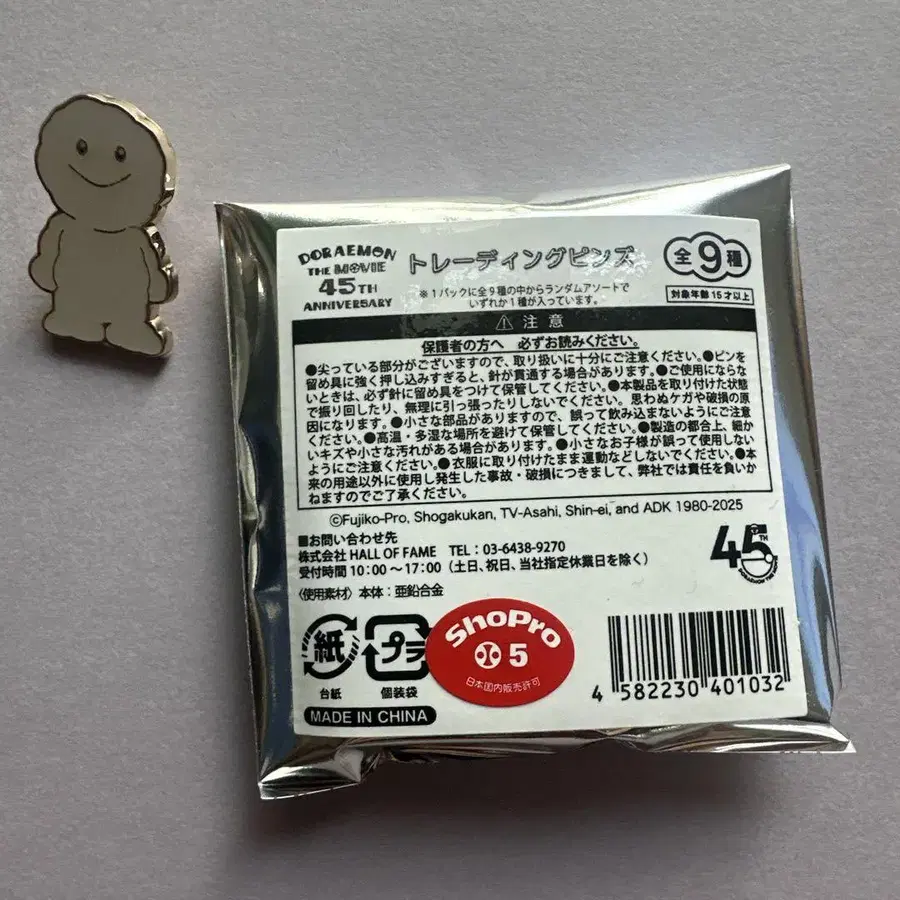 DORAEMON
THE MOVIE
45TH
ANNIVERSARY
トレーディングピンズ
全9種
※1パックに全9種の中からランダムアソートで
いずれか1種が入っています。
対象年齢15才以上
⚠ 注意
保護者の方へ 必ずお読みください。
●尖っている部分がございますので、取り扱いに十分にご注意ください。●ピンを
留め具に強く押し込みすぎると、針が貫通する場合があります。●ご使用にならな
いときは、必ず針に留め具をつけて保管してください。●本製品を取り付けた状態
で振り回したり、無理に引っ張ったりしないでください。思わぬケガや破損の原
因になります。●小さな部品がありますので、誤って飲み込まないようにご注意
ください。●高温・多湿な場所を避けて保管してください。●製造の都合上、細か
いキズや小さな汚れがある場合があります。●小さなお子様が誤って使用しない
ようにご注意ください。●衣服に取り付けたまま運動などしないでください。●本
来の用途以外に使用し発生した事故・破損につきまして、弊社では責任を負いか
ねますのでご了承ください。
©Fujiko-Pro, Shogakukan, TV-Asahi, Shin-ei, and ADK 1980-2025
■お問い合わせ先
株式会社 HALL OF FAME TEL：03-6438-9270
受付時間 10：00～17：00（土日、祝日、当社指定休業日を除く）
〈使用素材〉本体：亜鉛合金
45TH
紙
台紙
プラ
個装袋
MADE IN CHINA
ShoPro
5
日本国内販売許可
4 582230 401032